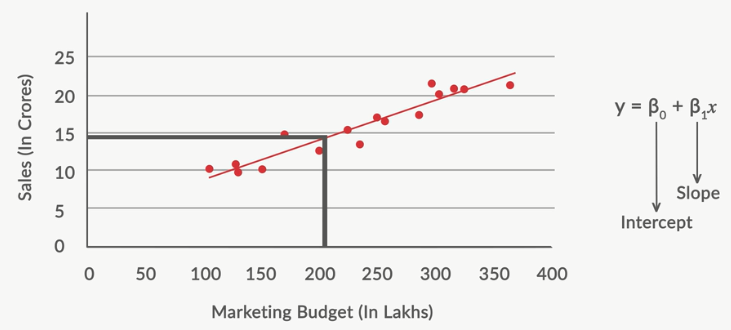 Sales (In Crores)
25
20
15
10
5
0
0 50 100 150 200 250 300 350 400
Marketing Budget (In Lakhs)
y = β₀ + β₁x
Slope
Intercept